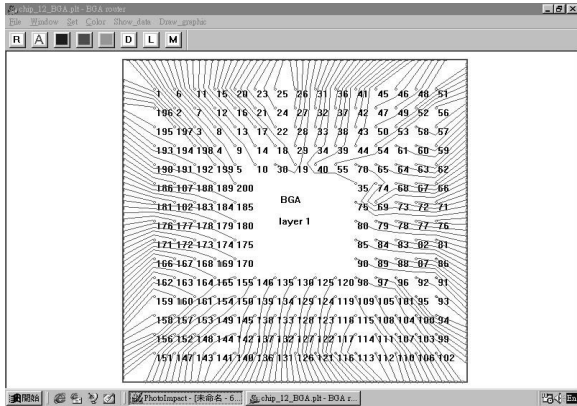 chip_12_BGA.plt - BGA router
File Window Set Color Show_data Draw_graphic
R A D L M
1 6 11 15 20 23 25 26 31 36 41 45 46 48 51
196 2 7 12 16 21 24 27 32 37 42 47 49 52 56
195 197 3 8 13 17 22 28 33 38 43 50 53 58 57
193 194 198 4 9 14 18 29 34 39 44 54 61 60 59
190 191 192 199 5 10 30 19 40 55 70 65 64 63 62
186 187 188 189 200 35 74 68 67 66
BGA
181 182 183 184 185 75 69 73 72 71
layer 1
176 177 178 179 180 80 79 78 77 76
171 172 173 174 175 85 84 83 82 81
166 167 168 169 170 90 89 88 87 86
162 163 164 165 155 146 135 130 125 120 98 97 96 92 91
159 160 161 154 150 139 134 129 124 119 109 105 101 95 93
158 157 153 149 145 138 133 128 123 118 115 108 104 100 94
156 152 148 144 142 137 132 127 122 117 114 111 107 103 99
151 147 143 141 140 136 131 126 121 116 113 112 110 106 102
開始 PhotoImpact - [未命名 - 6... chip_12_BGA.plt - BGA r... En